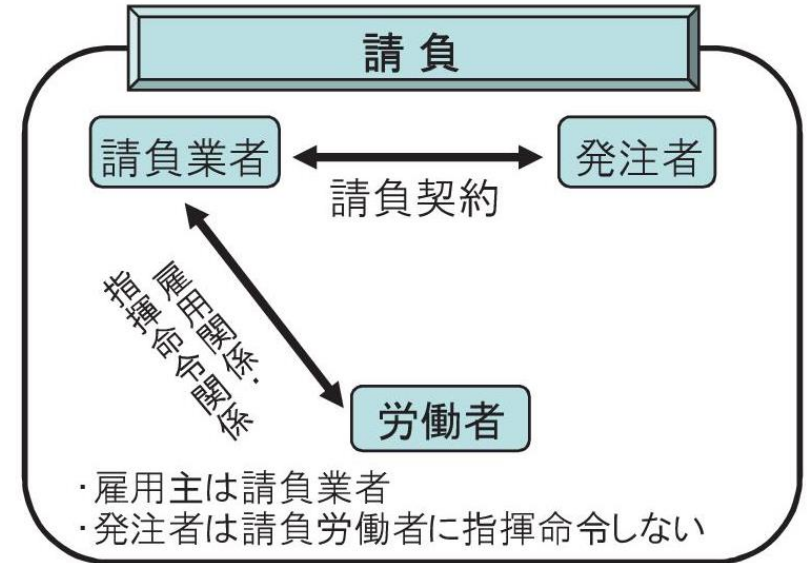 請負
請負業者
発注者
請負契約
雇用関係・
指揮命令関係
労働者
・雇用主は請負業者
・発注者は請負労働者に指揮命令しない